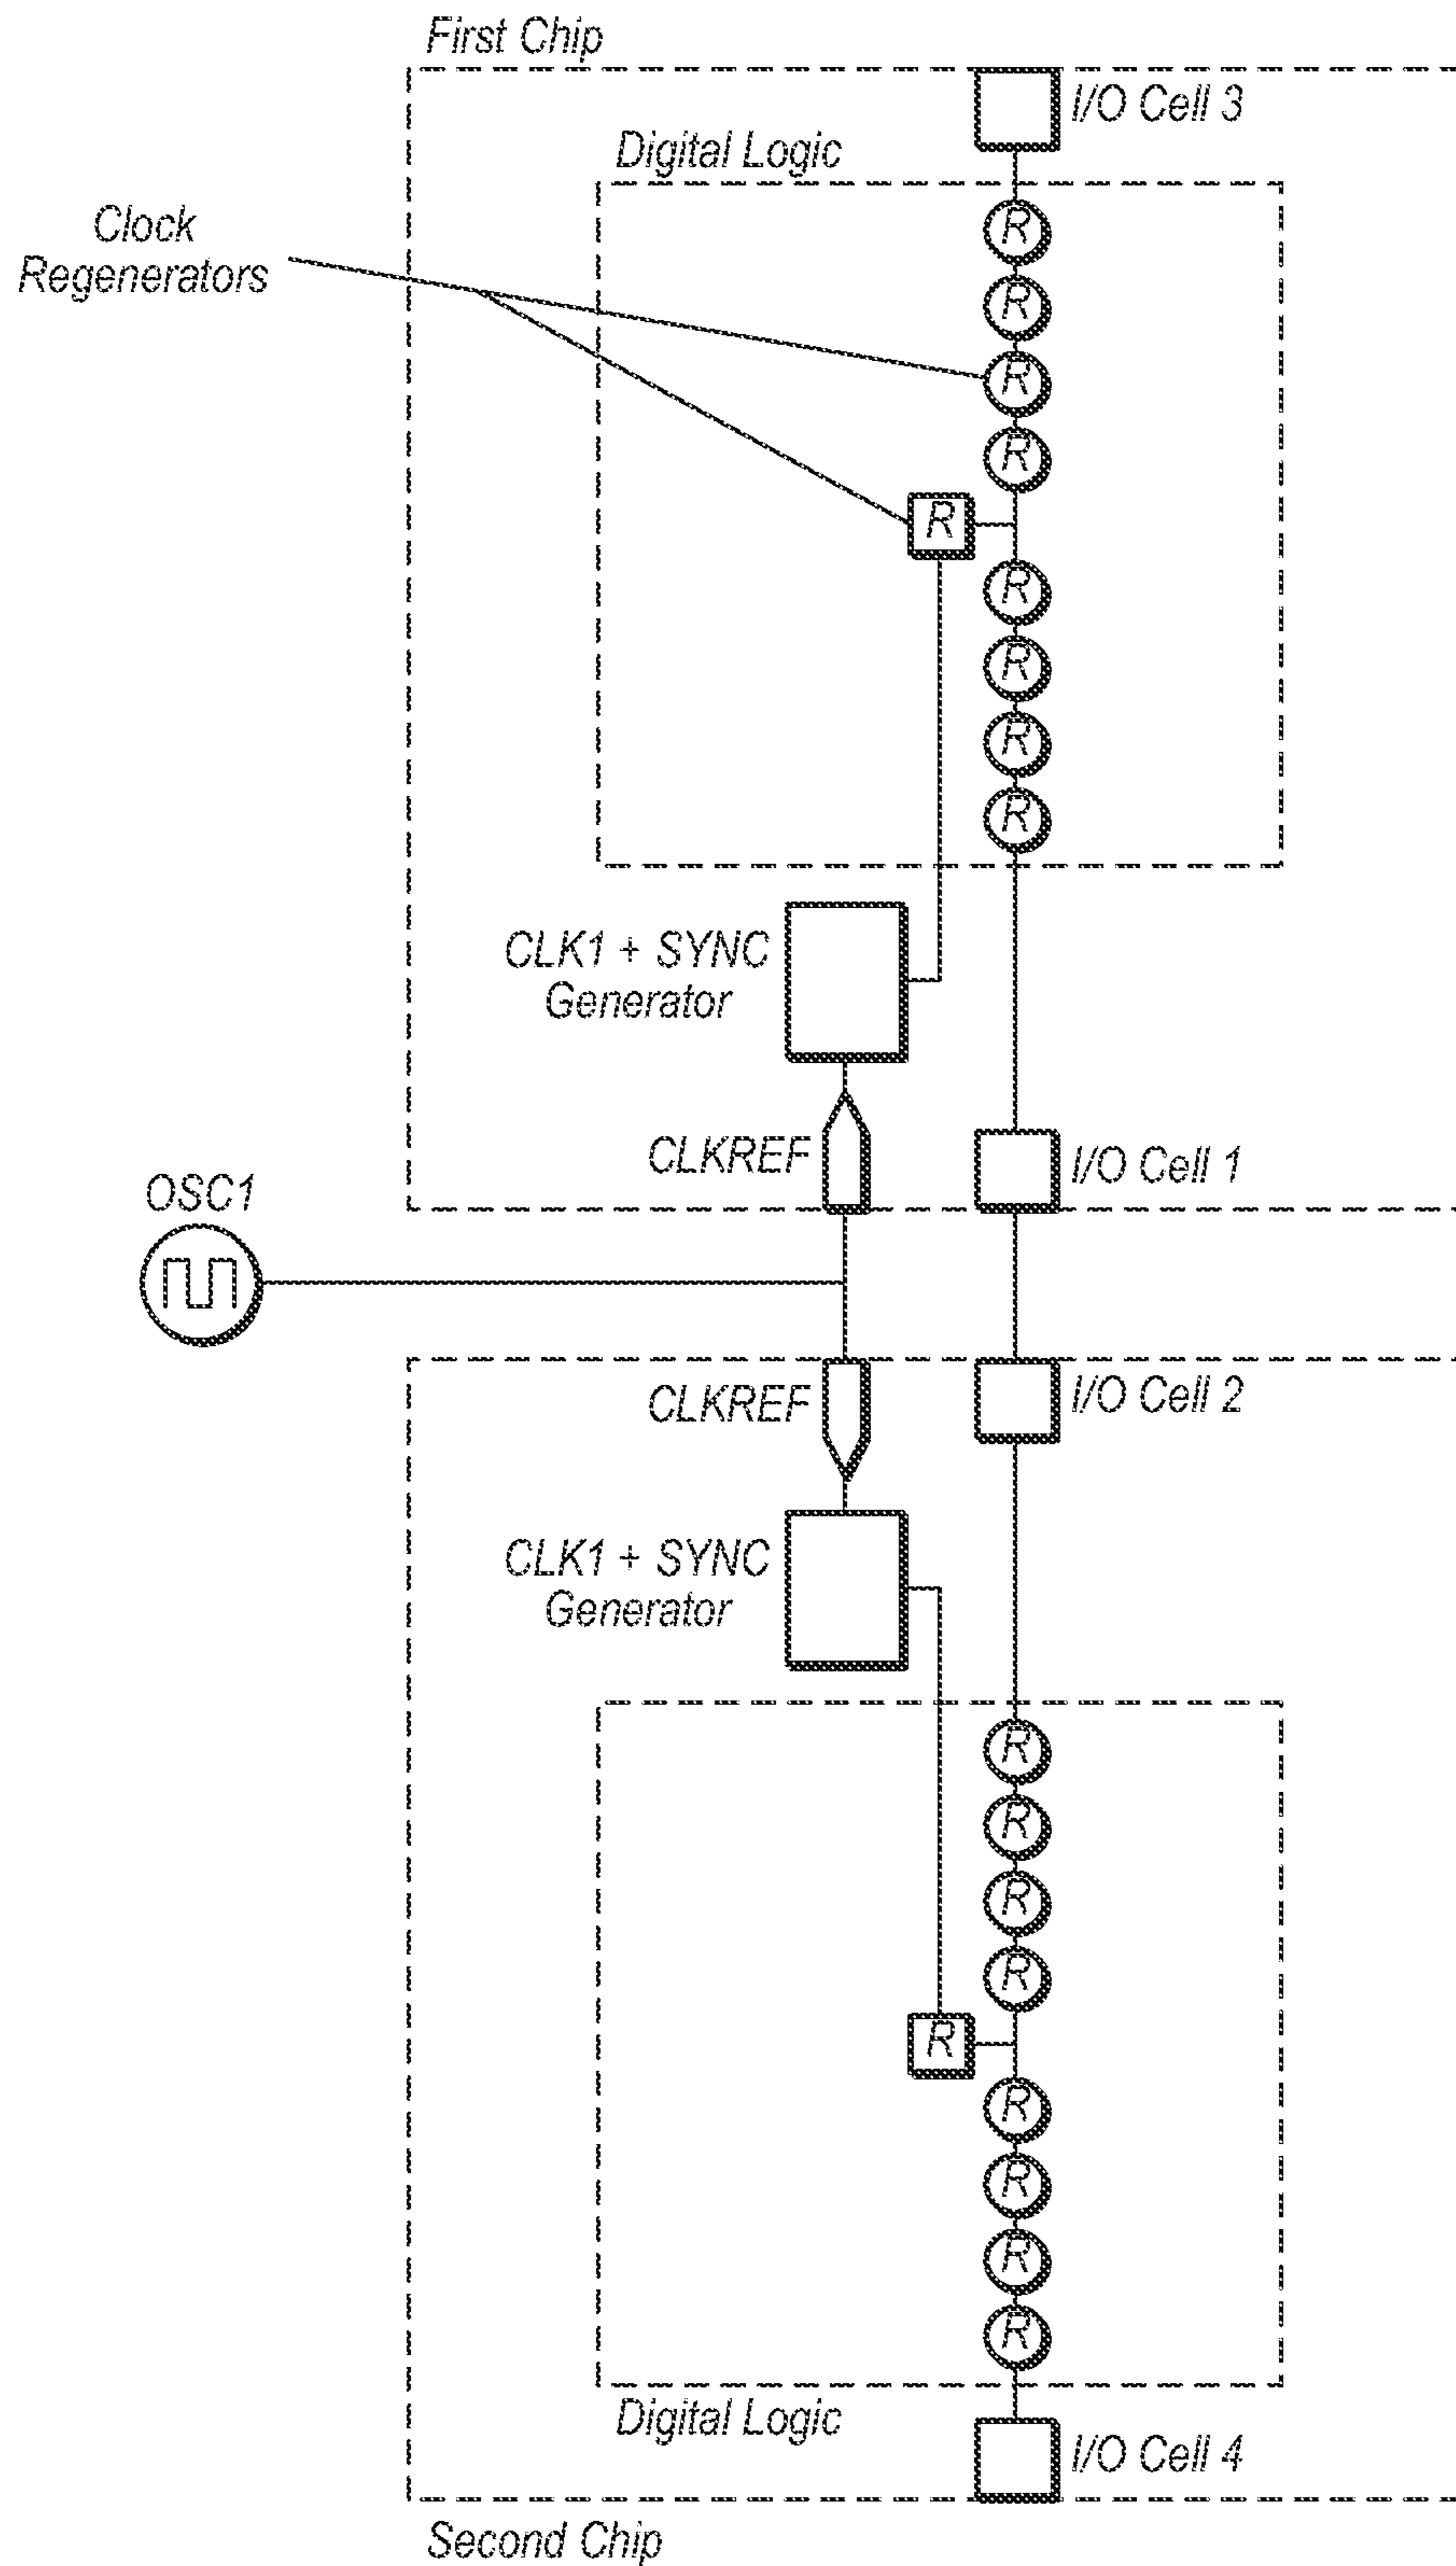 First Chip
I/O Cell 3
Digital Logic
Clock
Regenerators
R
R
R
R
R
R
R
R
R
CLK1 + SYNC
Generator
CLKREF
I/O Cell 1
OSC1
CLKREF
I/O Cell 2
CLK1 + SYNC
Generator
R
R
R
R
R
R
R
R
R
Digital Logic
I/O Cell 4
Second Chip